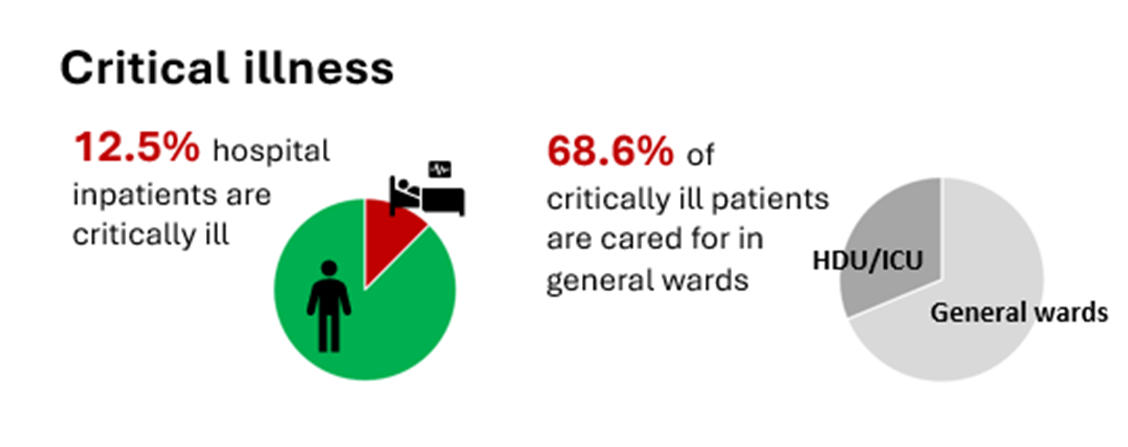 Critical illness
12.5% hospital
inpatients are
critically ill
68.6% of
critically ill patients
are cared for in
general wards
HDU/ICU
General wards